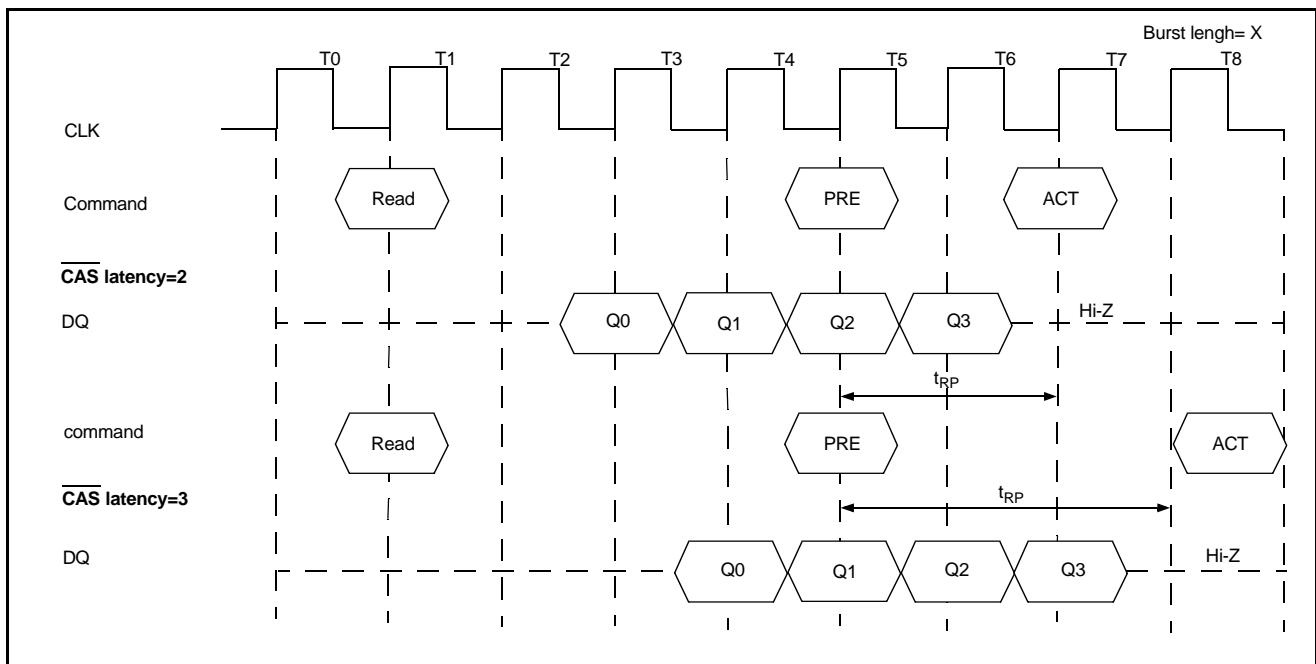 Burst lengh= X
T0 T1 T2 T3 T4 T5 T6 T7 T8
CLK
Command Read PRE ACT
CAS latency=2
DQ Q0 Q1 Q2 Q3 Hi-Z
tRP
command Read PRE ACT
CAS latency=3
tRP
DQ Q0 Q1 Q2 Q3 Hi-Z